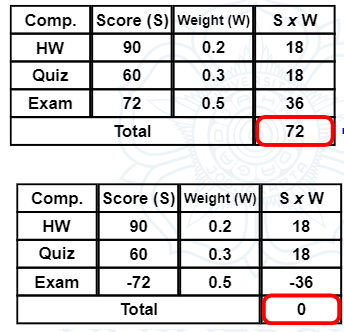 Comp. Score (S) Weight (W) S x W
HW 90 0.2 18
Quiz 60 0.3 18
Exam 72 0.5 36
Total 72
Comp. Score (S) Weight (W) S x W
HW 90 0.2 18
Quiz 60 0.3 18
Exam -72 0.5 -36
Total 0